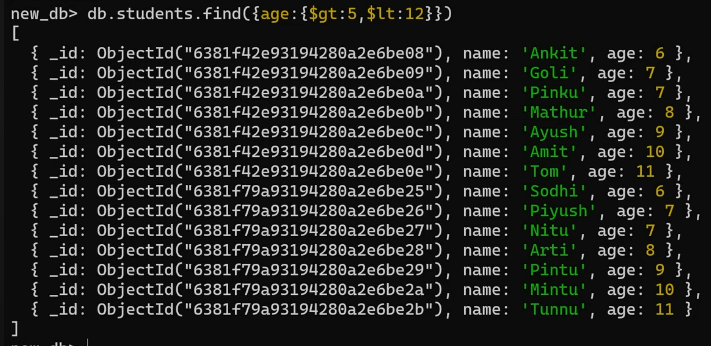 new_db> db.students.find({age:{$gt:5,$lt:12}})
[
  { _id: ObjectId("6381f42e93194280a2e6be08"), name: 'Ankit', age: 6 },
  { _id: ObjectId("6381f42e93194280a2e6be09"), name: 'Goli', age: 7 },
  { _id: ObjectId("6381f42e93194280a2e6be0a"), name: 'Pinku', age: 7 },
  { _id: ObjectId("6381f42e93194280a2e6be0b"), name: 'Mathur', age: 8 },
  { _id: ObjectId("6381f42e93194280a2e6be0c"), name: 'Ayush', age: 9 },
  { _id: ObjectId("6381f42e93194280a2e6be0d"), name: 'Amit', age: 10 },
  { _id: ObjectId("6381f42e93194280a2e6be0e"), name: 'Tom', age: 11 },
  { _id: ObjectId("6381f79a93194280a2e6be25"), name: 'Sodhi', age: 6 },
  { _id: ObjectId("6381f79a93194280a2e6be26"), name: 'Piyush', age: 7 },
  { _id: ObjectId("6381f79a93194280a2e6be27"), name: 'Nitu', age: 7 },
  { _id: ObjectId("6381f79a93194280a2e6be28"), name: 'Arti', age: 8 },
  { _id: ObjectId("6381f79a93194280a2e6be29"), name: 'Pintu', age: 9 },
  { _id: ObjectId("6381f79a93194280a2e6be2a"), name: 'Mintu', age: 10 },
  { _id: ObjectId("6381f79a93194280a2e6be2b"), name: 'Tunnu', age: 11 }
]
new_db>